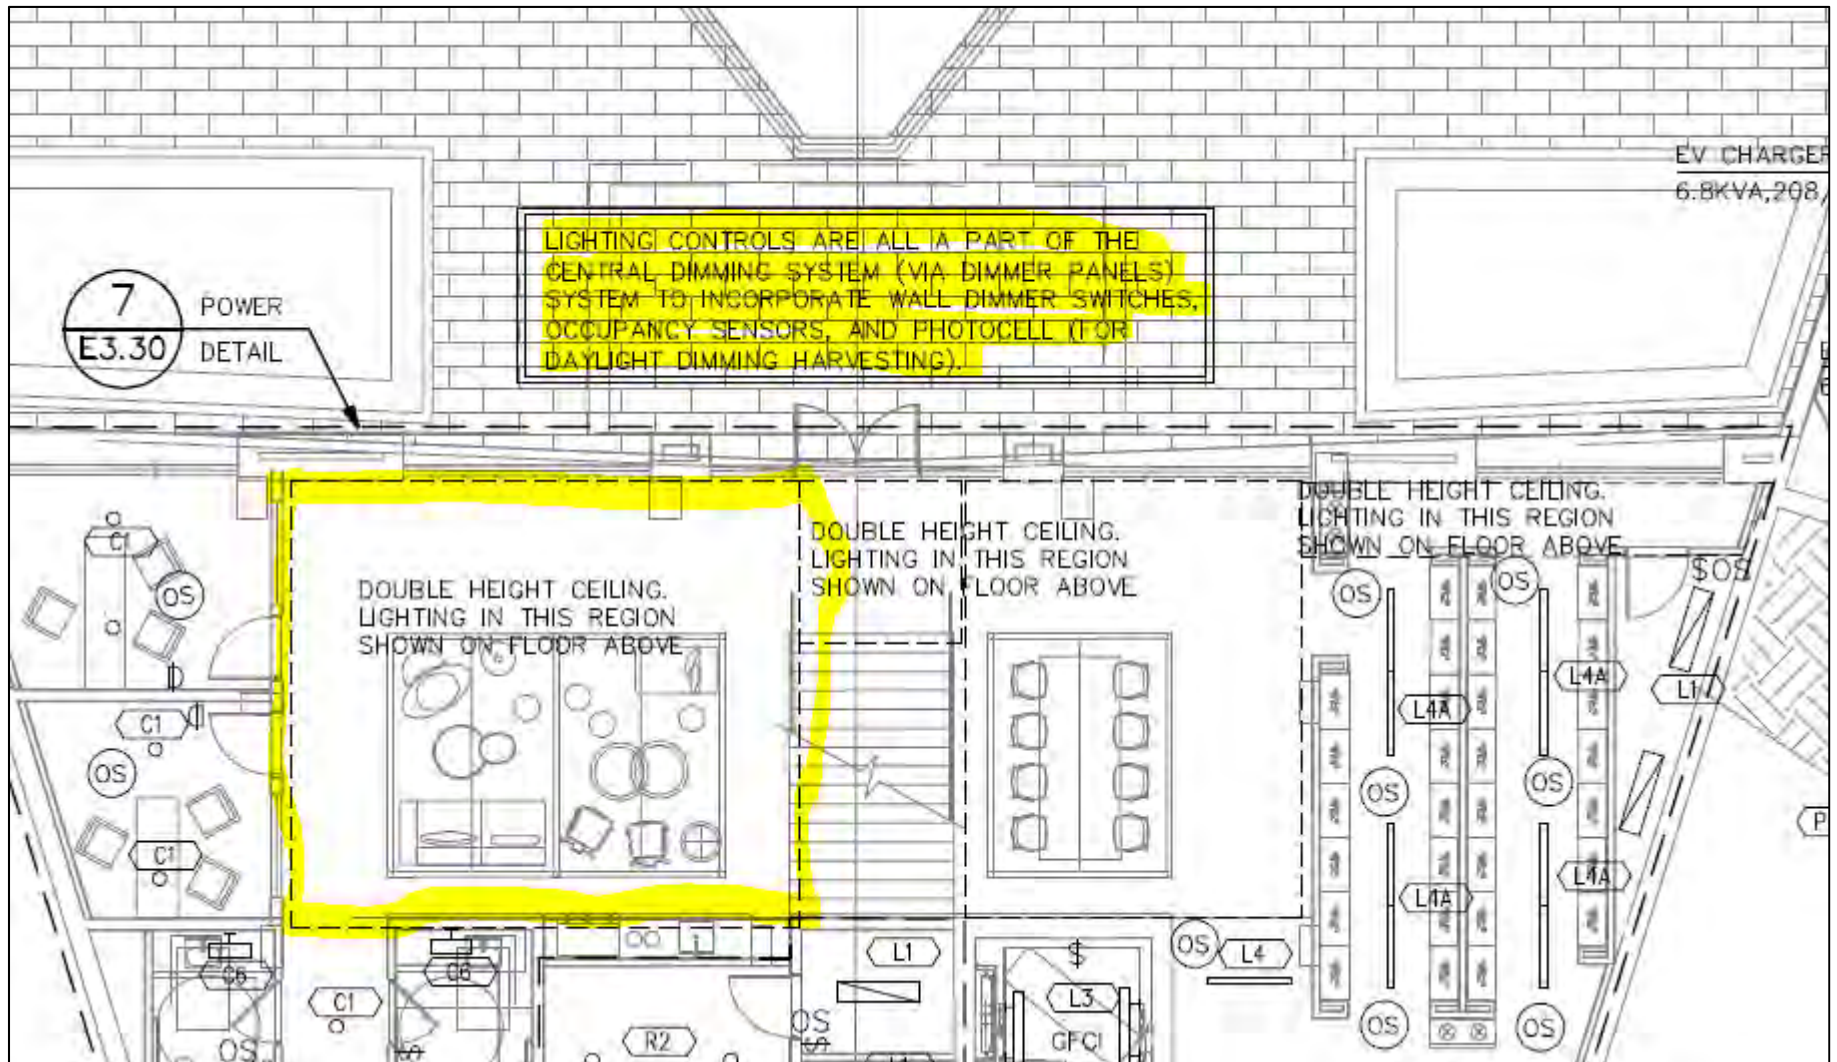 EV CHARGER
6.8KVA,208/
LIGHTING CONTROLS ARE ALL A PART OF THE
CENTRAL DIMMING SYSTEM (VIA DIMMER PANELS)
SYSTEM TO INCORPORATE WALL DIMMER SWITCHES,
OCCUPANCY SENSORS, AND PHOTOCELL (FOR
DAYLIGHT DIMMING HARVESTING).
7
E3.30
POWER
DETAIL
DOUBLE HEIGHT CEILING.
LIGHTING IN THIS REGION
SHOWN ON FLOOR ABOVE
DOUBLE HEIGHT CEILING.
LIGHTING IN THIS REGION
SHOWN ON FLOOR ABOVE
DOUBLE HEIGHT CEILING.
LIGHTING IN THIS REGION
SHOWN ON FLOOR ABOVE
C1
OS
C1
OS
C1
OS
OS
$OS
L4A
L4A
L1
OS
OS
L4A
L4A
P
C6
C6
C1
OS
L1
OS
$
R2
$
L3
GFCI
OS
L4
OS
OS